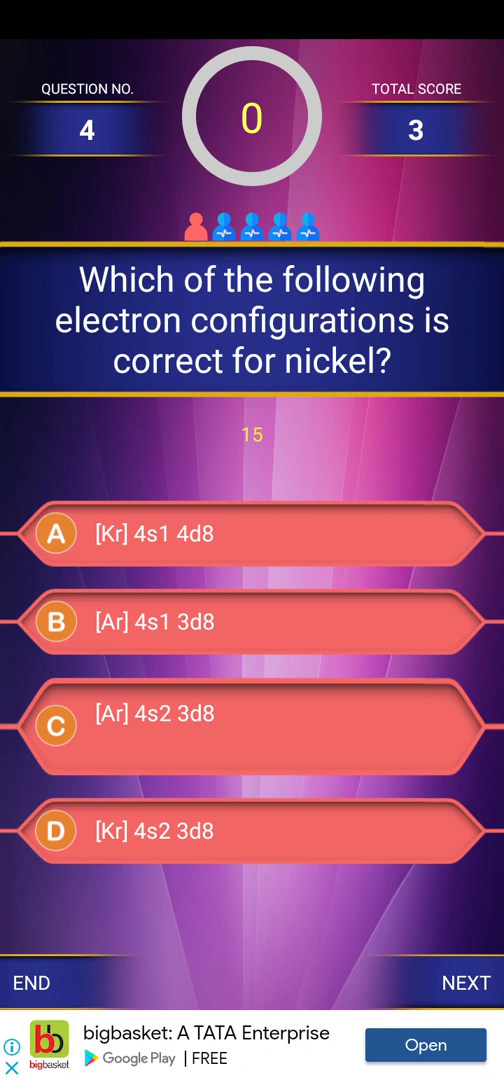 QUESTION NO.
4
0
TOTAL SCORE
3
Which of the following
electron configurations is
correct for nickel?
15
A [Kr] 4s1 4d8
B [Ar] 4s1 3d8
C [Ar] 4s2 3d8
D [Kr] 4s2 3d8
END
NEXT
bb
bigbasket
bigbasket: A TATA Enterprise
Google Play | FREE
Open